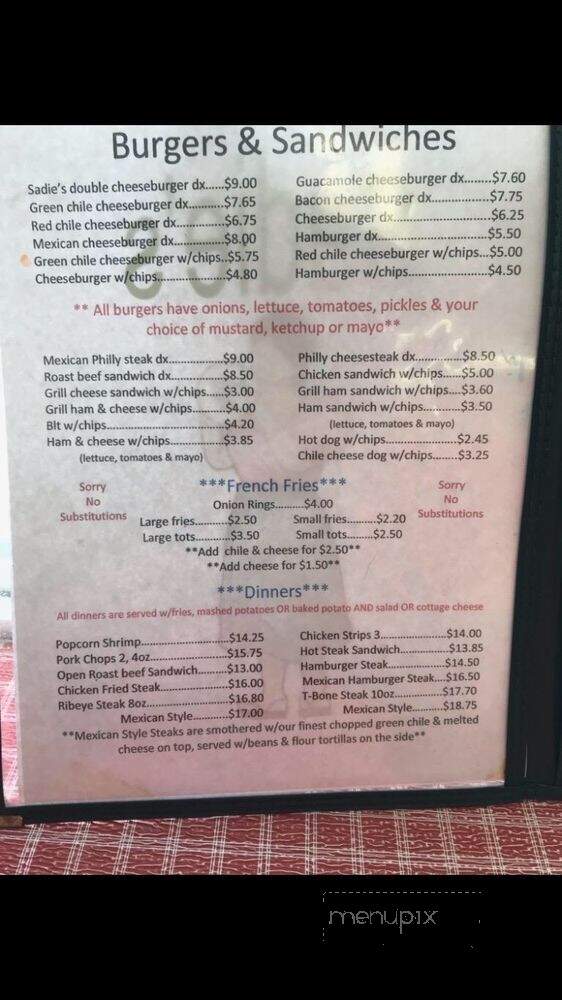 Burgers & Sandwiches
Sadie's double cheeseburger dx......$9.00
Green chile cheeseburger dx...........$7.65
Red chile cheeseburger dx...............$6.75
Mexican cheeseburger dx................$8.00
Green chile cheeseburger w/chips..$5.75
Cheeseburger w/chips.....................$4.80
Guacamole cheeseburger dx........$7.60
Bacon cheeseburger dx.................$7.75
Cheeseburger dx............................$6.25
Hamburger dx................................$5.50
Red chile cheeseburger w/chips...$5.00
Hamburger w/chips.......................$4.50
** All burgers have onions, lettuce, tomatoes, pickles & your
choice of mustard, ketchup or mayo**
Mexican Philly steak dx..................$9.00
Roast beef sandwich dx.................$8.50
Grill cheese sandwich w/chips......$3.00
Grill ham & cheese w/chips...........$4.00
Blt w/chips.......................................$4.20
Ham & cheese w/chips..................$3.85
(lettuce, tomatoes & mayo)
Philly cheesesteak dx...............$8.50
Chicken sandwich w/chips......$5.00
Grill ham sandwich w/chips....$3.60
Ham sandwich w/chips............$3.50
(lettuce, tomatoes & mayo)
Hot dog w/chips........................$2.45
Chile cheese dog w/chips........$3.25
Sorry
No
Substitutions
***French Fries***
Onion Rings..........$4.00
Large fries...........$2.50
Small fries..........$2.20
Large tots............$3.50
Small tots.........$2.50
**Add chile & cheese for $2.50**
**Add cheese for $1.50**
Sorry
No
Substitutions
***Dinners***
All dinners are served w/fries, mashed potatoes OR baked potato AND salad OR cottage cheese
Popcorn Shrimp.............................$14.25
Pork Chops 2, 4oz..........................$15.75
Open Roast beef Sandwich.........$13.00
Chicken Fried Steak.......................$16.00
Ribeye Steak 8oz...........................$16.80
Mexican Style............$17.00
Chicken Strips 3......................$14.00
Hot Steak Sandwich................$13.85
Hamburger Steak...................$14.50
Mexican Hamburger Steak....$16.50
T-Bone Steak 10oz.................$17.70
Mexican Style.........$18.75
**Mexican Style Steaks are smothered w/our finest chopped green chile & melted
cheese on top, served w/beans & flour tortillas on the side**
menupix